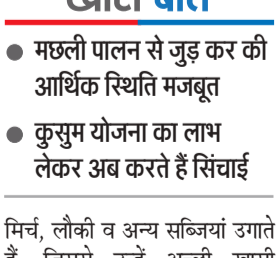 बात
मछली पालन से जुड़ कर की
आर्थिक स्थिति मजबूत
कुसुम योजना का लाभ
लेकर अब करते हैं सिंचाई
मिर्च, लौकी व अन्य सब्जियां उगाते